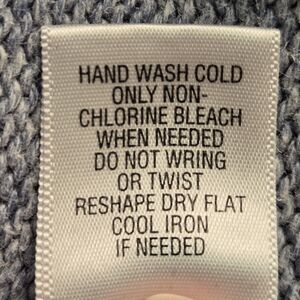 HAND WASH COLD
ONLY NON-
CHLORINE BLEACH
WHEN NEEDED
DO NOT WRING
OR TWIST
RESHAPE DRY FLAT
COOL IRON
IF NEEDED